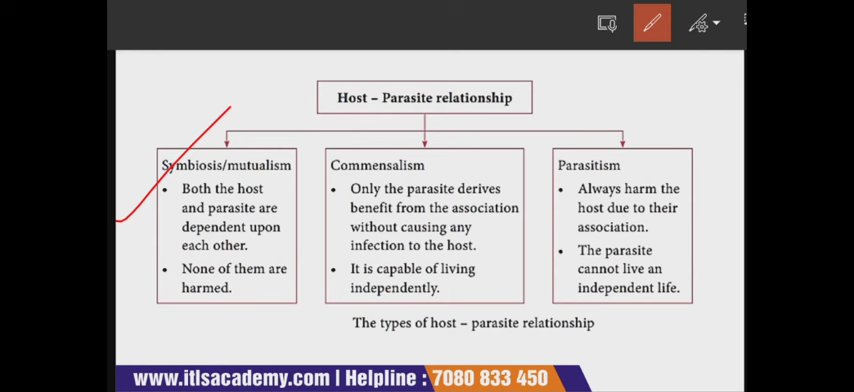 Host – Parasite relationship
Symbiosis/mutualism
• Both the host
and parasite are
dependent upon
each other.
• None of them are
harmed.
Commensalism
• Only the parasite derives
benefit from the association
without causing any
infection to the host.
• It is capable of living
independently.
Parasitism
• Always harm the
host due to their
association.
• The parasite
cannot live an
independent life.
The types of host – parasite relationship
www.itlsacademy.com | Helpline : 7080 833 450